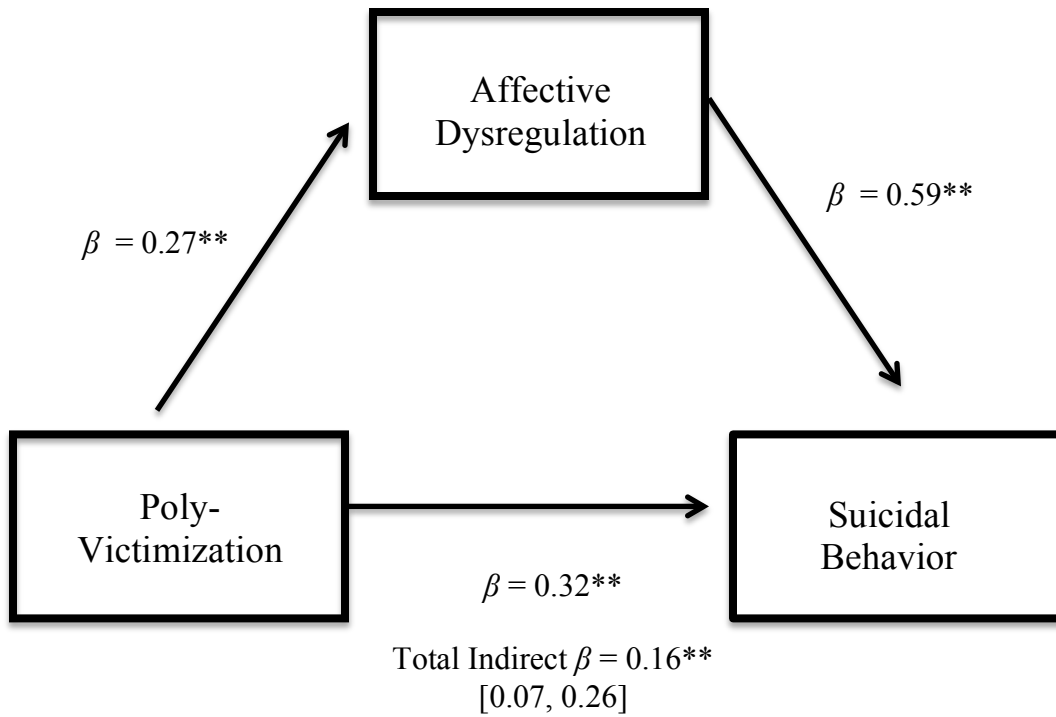 Affective
Dysregulation
β = 0.27**
β = 0.59**
Poly-
Victimization
Suicidal
Behavior
β = 0.32**
Total Indirect β = 0.16**
[0.07, 0.26]